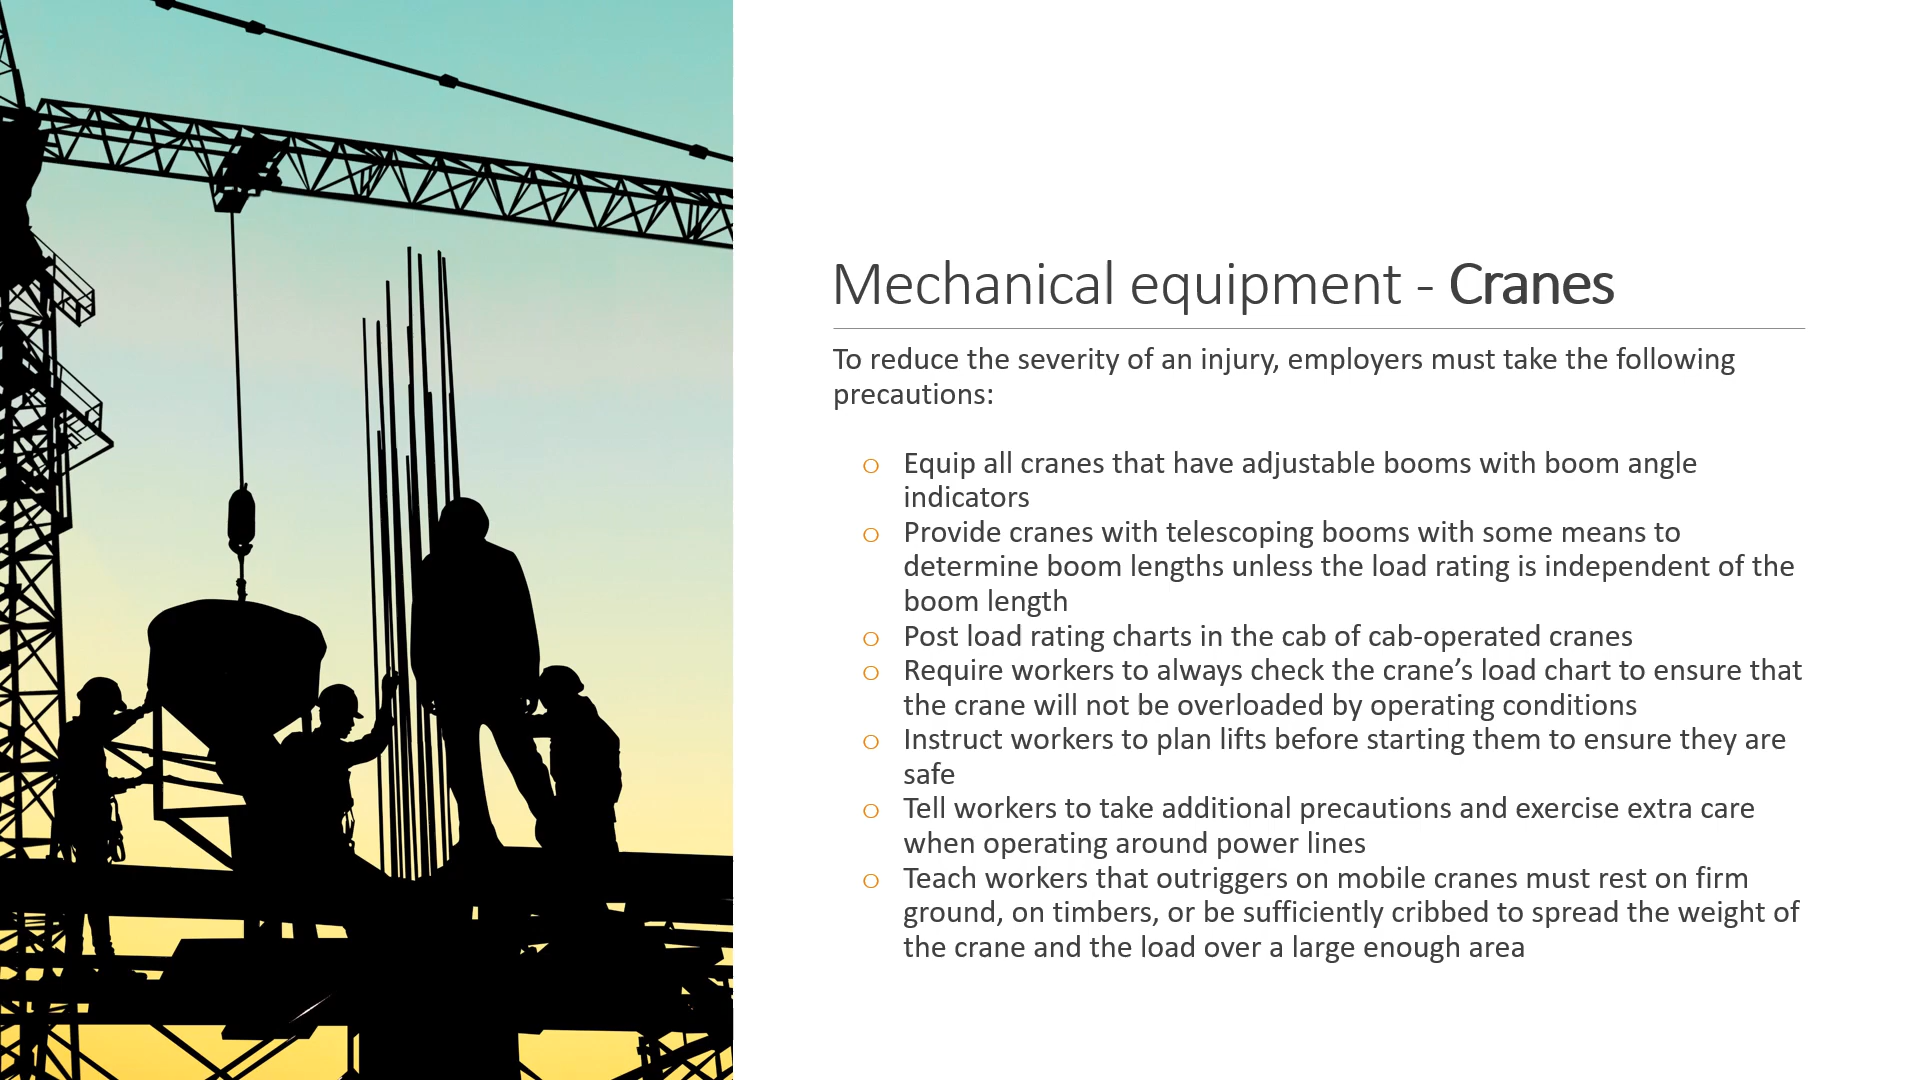 Mechanical equipment - Cranes
To reduce the severity of an injury, employers must take the following
precautions:
o Equip all cranes that have adjustable booms with boom angle
indicators
o Provide cranes with telescoping booms with some means to
determine boom lengths unless the load rating is independent of the
boom length
o Post load rating charts in the cab of cab-operated cranes
o Require workers to always check the crane’s load chart to ensure that
the crane will not be overloaded by operating conditions
o Instruct workers to plan lifts before starting them to ensure they are
safe
o Tell workers to take additional precautions and exercise extra care
when operating around power lines
o Teach workers that outriggers on mobile cranes must rest on firm
ground, on timbers, or be sufficiently cribbed to spread the weight of
the crane and the load over a large enough area